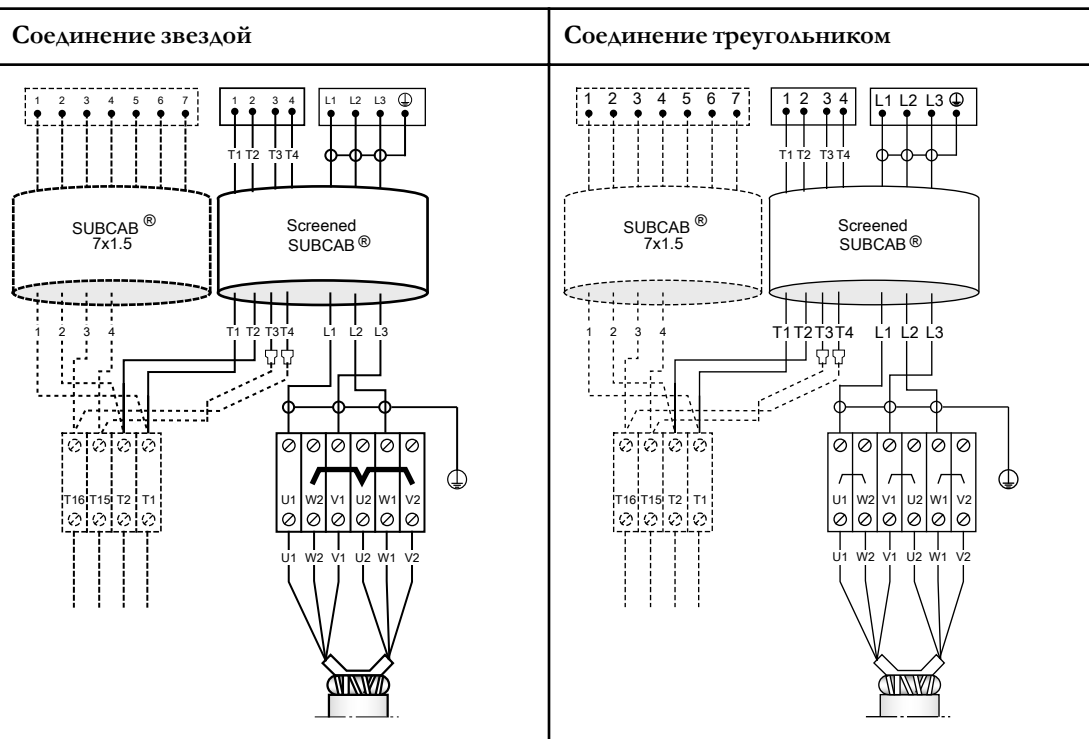 Соединение звездой Соединение треугольником
1 2 3 4 5 6 7 1 2 3 4 L1 L2 L3 1 2 3 4 5 6 7 1 2 3 4 L1 L2 L3
T1 T2 T3 T4 T1 T2 T3 T4
SUBCAB ® Screened SUBCAB ® Screened
7x1.5 SUBCAB ® 7x1.5 SUBCAB ®
1 2 3 4 T1 T2 T3 T4 L1 L2 L3 1 2 3 4 T1 T2 T3 T4 L1 L2 L3
T16 T15 T2 T1 U1 W2 V1 U2 W1 V2 T16 T15 T2 T1 U1 W2 V1 U2 W1 V2
U1 W2 V1 U2 W1 V2 U1 W2 V1 U2 W1 V2